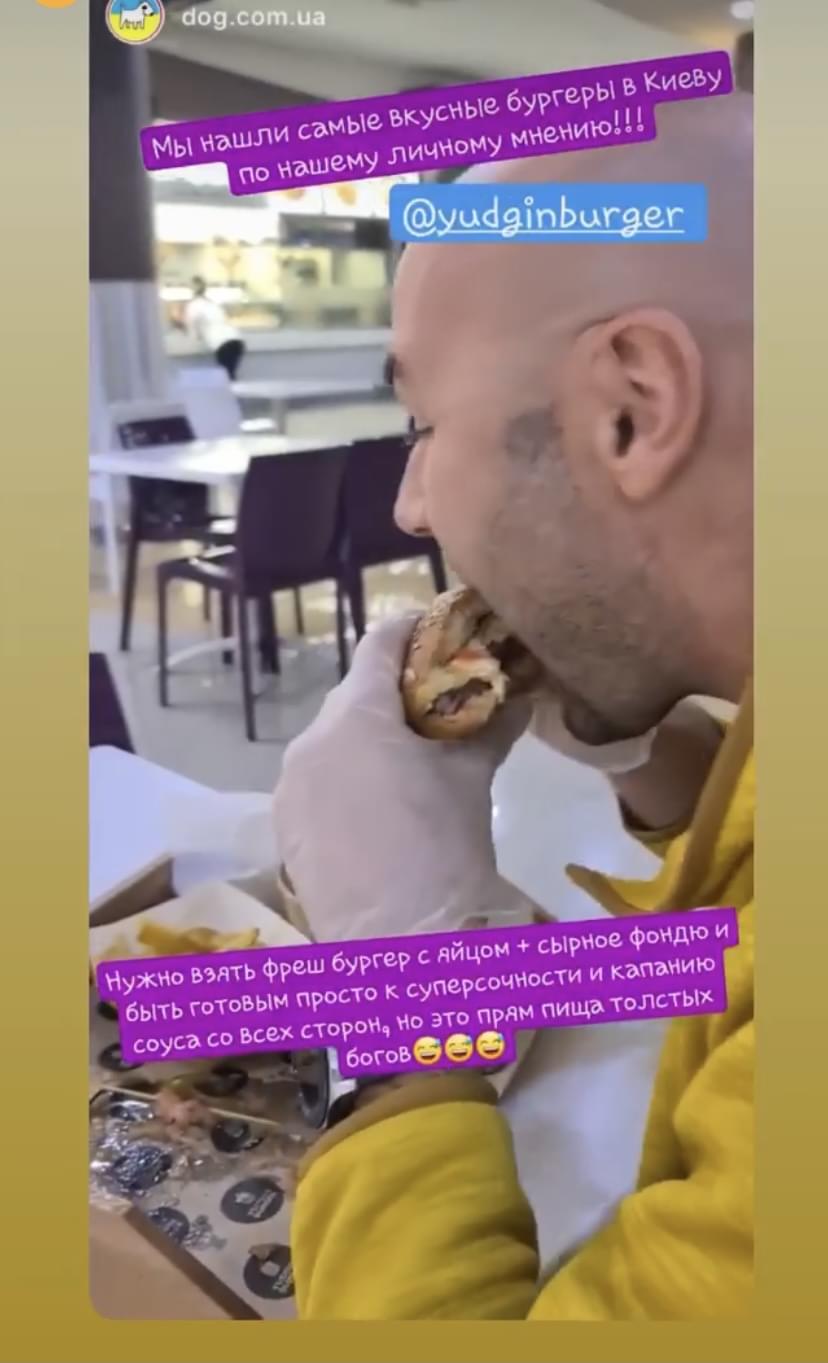 dog.com.ua
Мы нашли самые вкусные бургеры в Киеву
по нашему личному мнению!!!
@yudginburger
Нужно взять фреш бургер с яйцом + сырное фондю и
быть готовым просто к суперсочности и капанию
соуса со всех сторон, но это прям пища толстых
богов😅😅😅